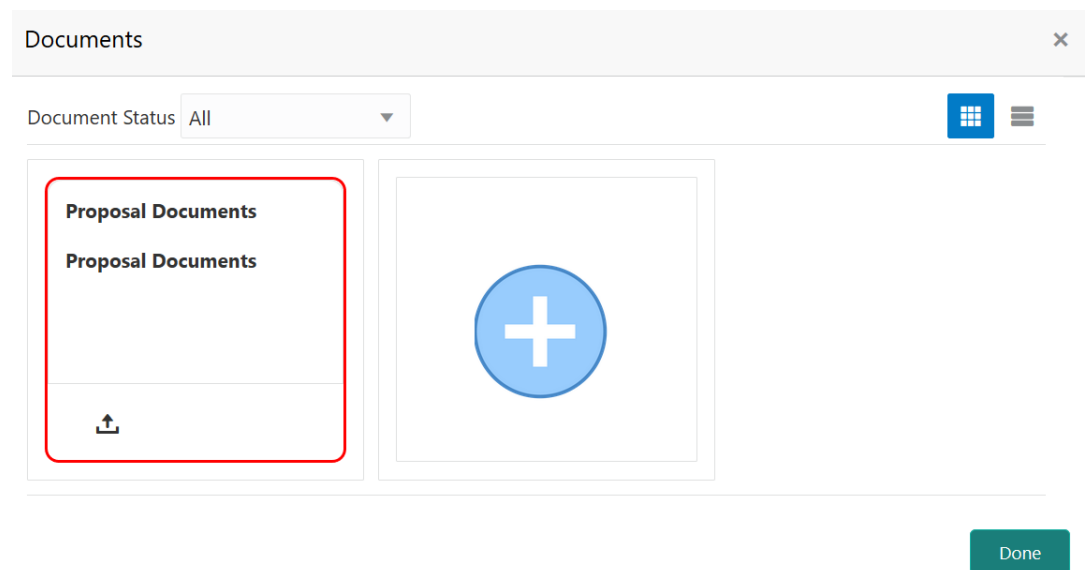 Documents
Document Status All
Proposal Documents
Proposal Documents
Done